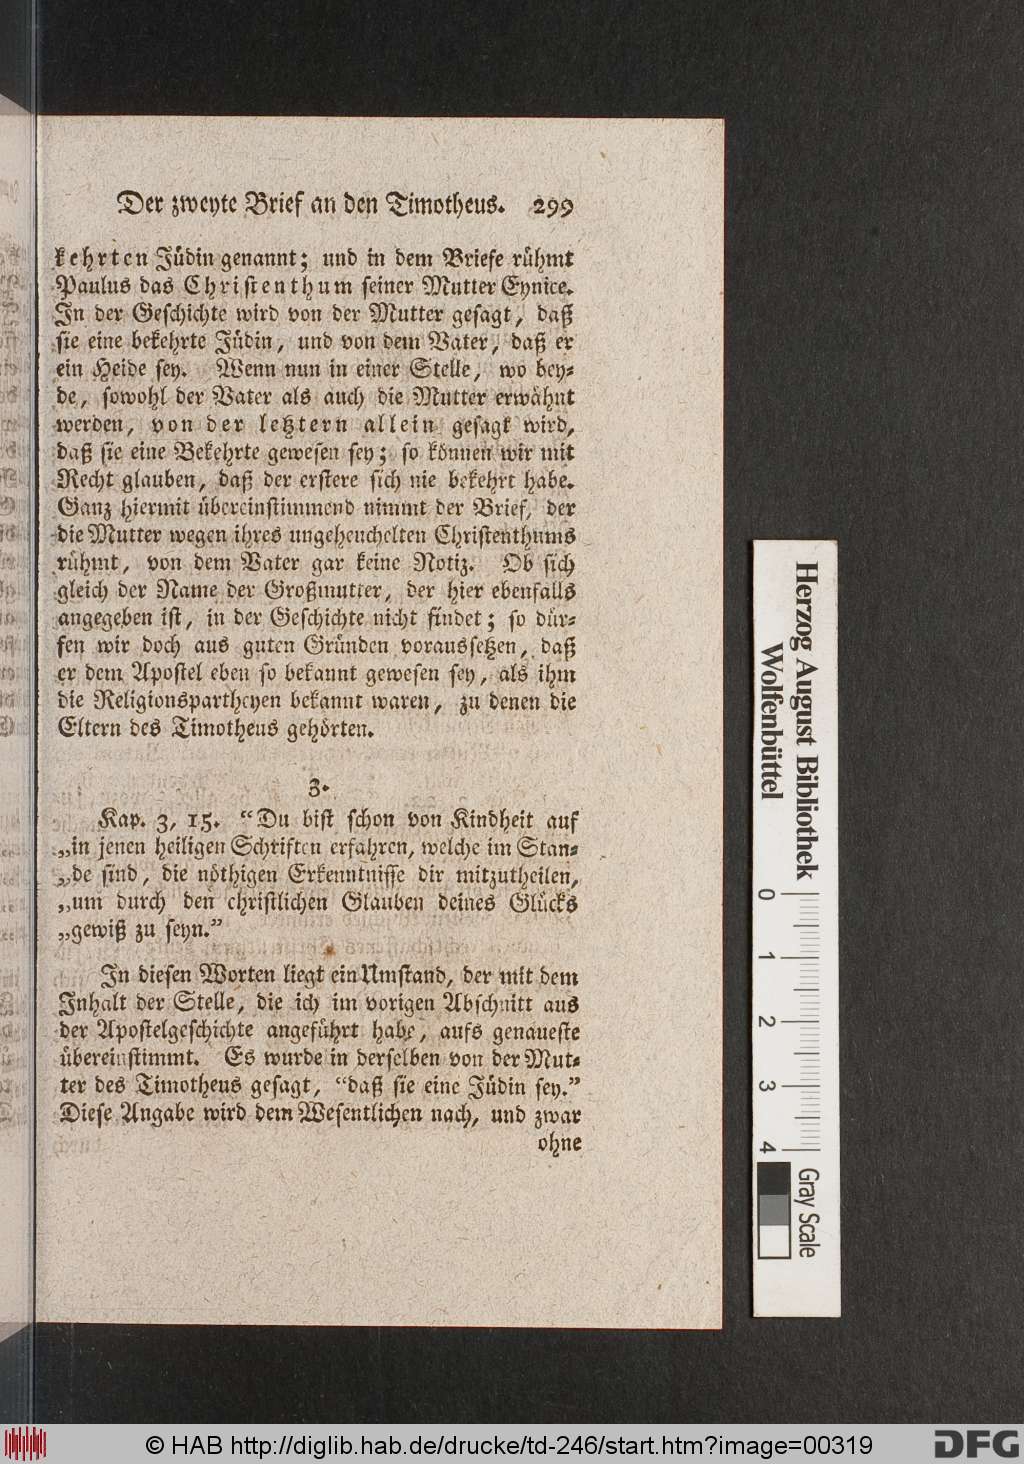 Der zweyte Brief an den Timotheus. 299
kehrten Jüdin genannt; und in dem Briefe rühmt
Paulus das Christenthum seiner Mutter Eynice.
In der Geschichte wird von der Mutter gesagt, daß
sie eine bekehrte Jüdin, und von dem Vater, daß er
ein Heide sey. Wenn nun in einer Stelle, wo bey-
de, sowohl der Vater als auch die Mutter erwähnt
werden, von der letztern allein gesagt wird,
daß sie eine Bekehrte gewesen sey; so können wir mit
Recht glauben, daß der erstere sich nie bekehrt habe.
Ganz hiermit übereinstimmend nimmt der Brief, der
die Mutter wegen ihres ungeheuchelten Christenthums
rühmt, von dem Vater gar keine Notiz. Ob sich
gleich der Name der Großmutter, der hier ebenfalls
angegeben ist, in der Geschichte nicht findet; so dür-
fen wir doch aus guten Gründen voraussetzen, daß
er dem Apostel eben so bekannt gewesen sey, als ihm
die Religionspartheyen bekannt waren, zu denen die
Eltern des Timotheus gehörten.
3.
Kap. 3, 15. “Du bist schon von Kindheit auf
„in jenen heiligen Schriften erfahren, welche im Stan-
„de sind, die nöthigen Erkenntnisse dir mitzutheilen,
„um durch den christlichen Glauben deines Glücks
„gewiß zu seyn.”
In diesen Worten liegt ein Umstand, der mit dem
Inhalt der Stelle, die ich im vorigen Abschnitt aus
der Apostelgeschichte angeführt habe, aufs genaueste
übereinstimmt. Es wurde in derselben von der Mut-
ter des Timotheus gesagt, “daß sie eine Jüdin sey.”
Diese Angabe wird dem Wesentlichen nach, und zwar
ohne
Herzog August Bibliothek
Wolfenbüttel
0 1 2 3 4
Gray Scale
© HAB http://diglib.hab.de/drucke/td-246/start.htm?image=00319
DFG